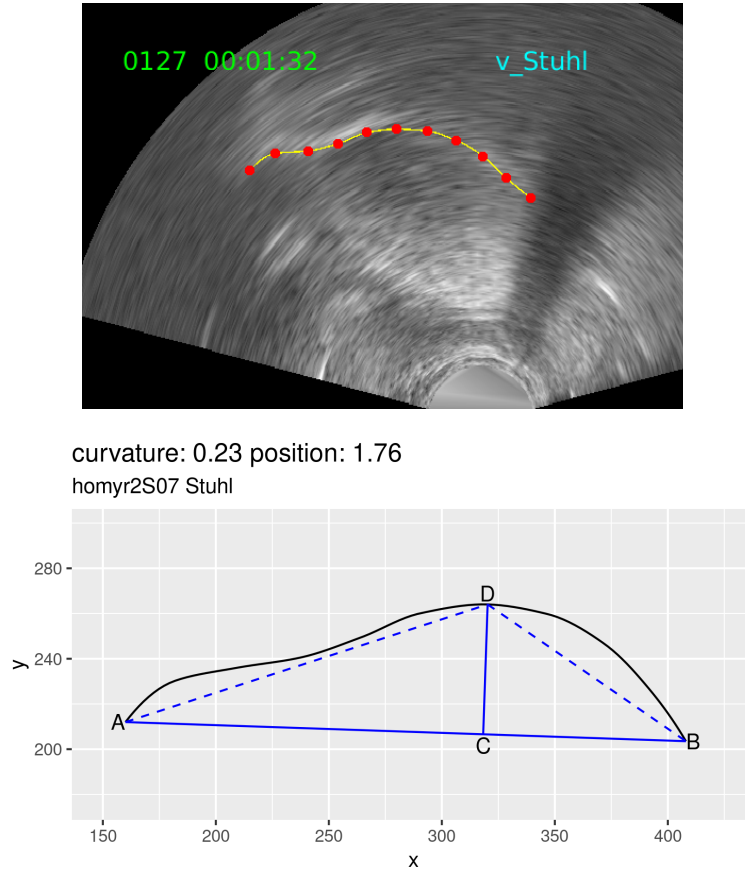 0127 00:01:32 v_Stuhl
curvature: 0.23 position: 1.76
homyr2S07 Stuhl
280
240
200
y
A
B
C
D
150 200 250 300 350 400
x